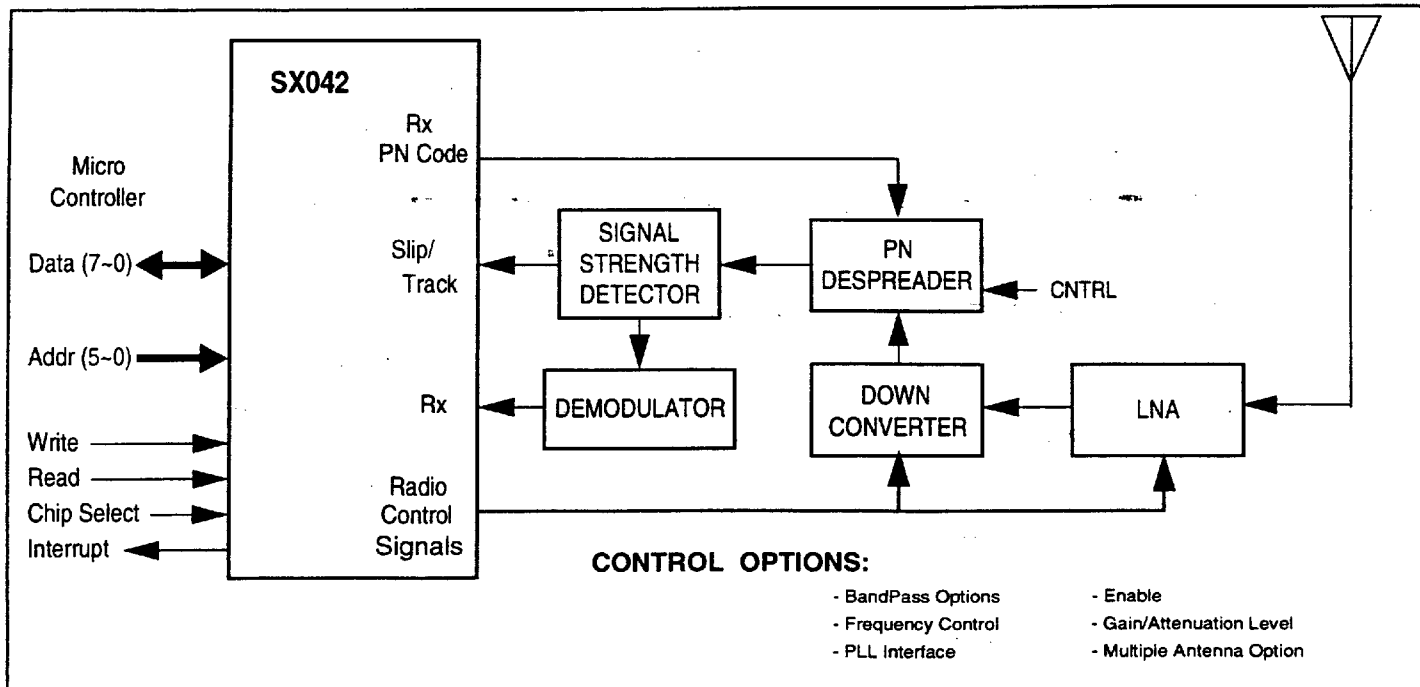 SX042
Rx
PN Code
Micro
Controller
Data (7~0)
Slip/
Track
SIGNAL
STRENGTH
DETECTOR
PN
DESPREADER
CNTRL
Addr (5~0)
Rx
DEMODULATOR
DOWN
CONVERTER
LNA
Write
Read
Chip Select
Interrupt
Radio
Control
Signals
CONTROL OPTIONS:
- BandPass Options
- Frequency Control
- PLL Interface
- Enable
- Gain/Attenuation Level
- Multiple Antenna Option